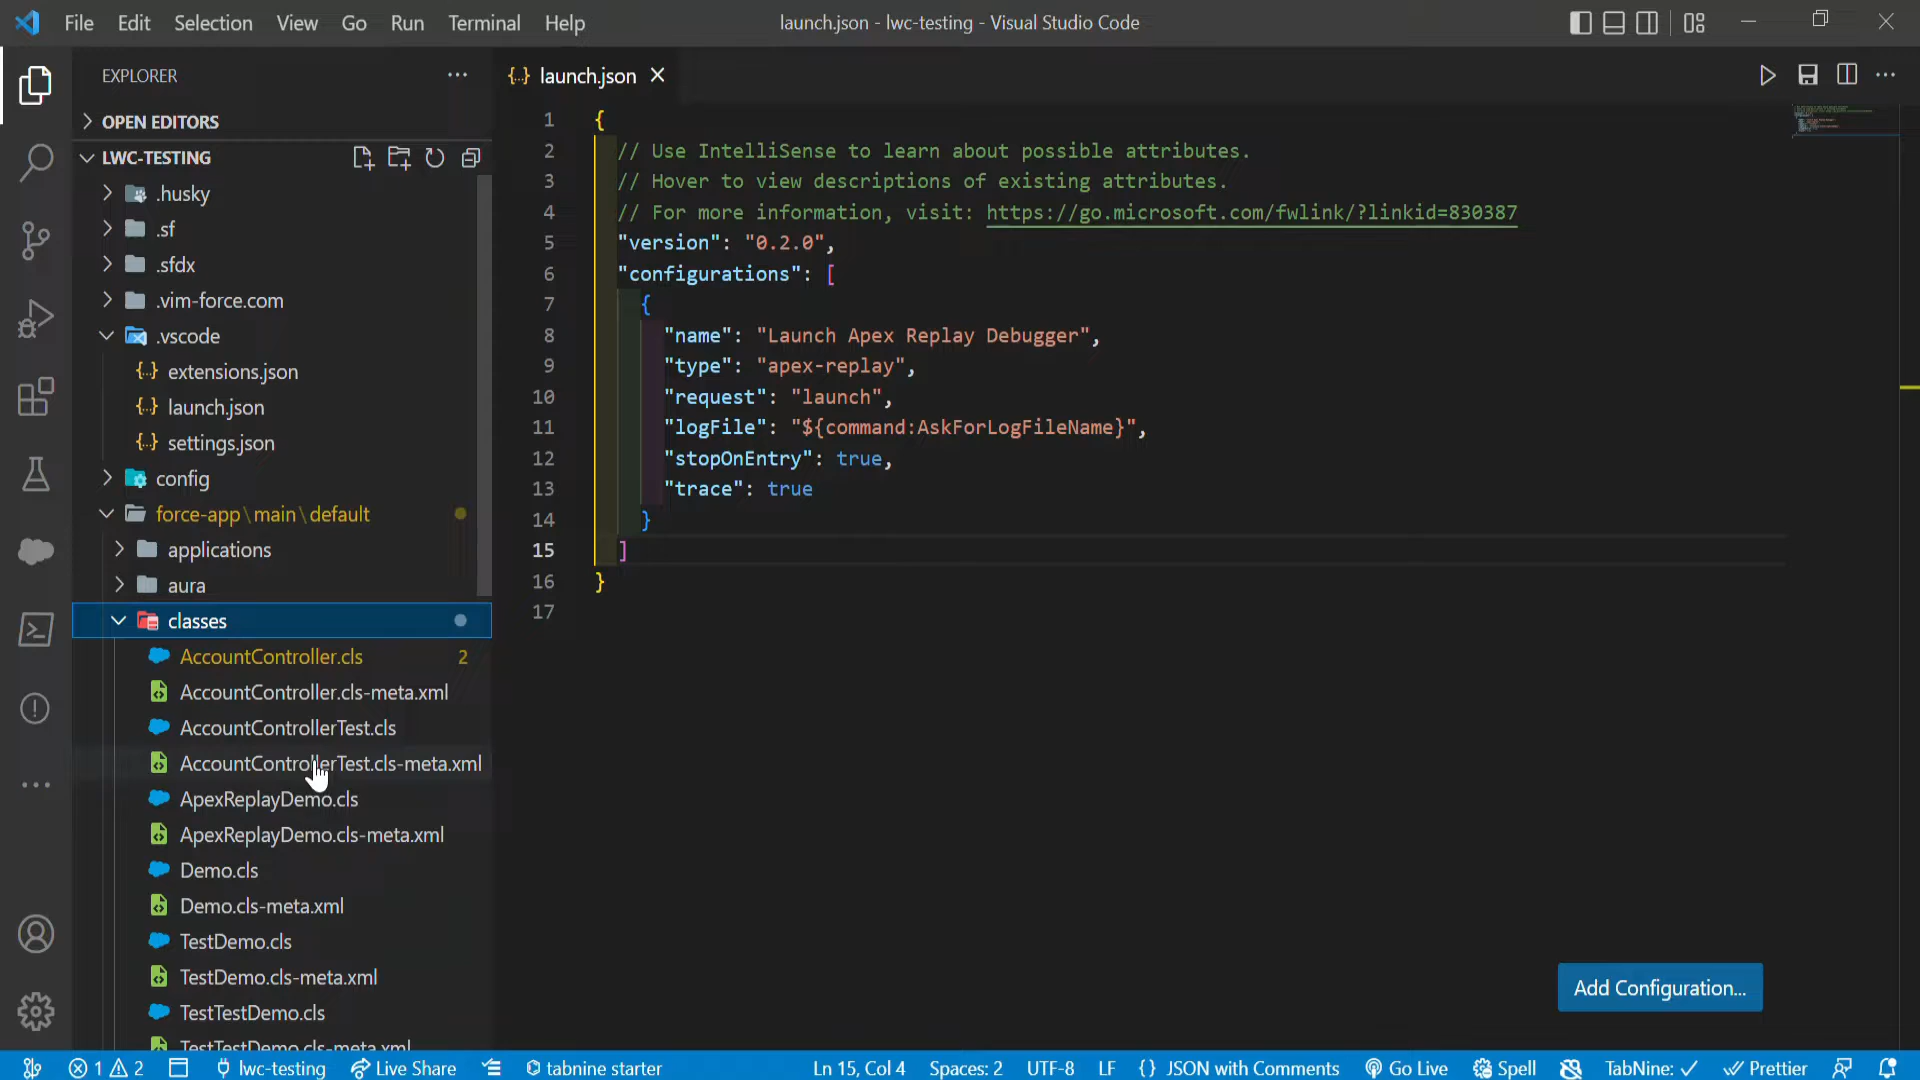 File Edit Selection View Go Run Terminal Help
launch.json - lwc-testing - Visual Studio Code
EXPLORER
OPEN EDITORS
LWC-TESTING
.husky
.sf
.sfdx
.vim-force.com
.vscode
extensions.json
launch.json
settings.json
config
force-app\main\default
applications
aura
classes
AccountController.cls 2
AccountController.cls-meta.xml
AccountControllerTest.cls
AccountControllerTest.cls-meta.xml
ApexReplayDemo.cls
ApexReplayDemo.cls-meta.xml
Demo.cls
Demo.cls-meta.xml
TestDemo.cls
TestDemo.cls-meta.xml
TestTestDemo.cls
TestTestDemo.cls-meta.xml
{..} launch.json
1 {
2 // Use IntelliSense to learn about possible attributes.
3 // Hover to view descriptions of existing attributes.
4 // For more information, visit: https://go.microsoft.com/fwlink/?linkid=830387
5 "version": "0.2.0",
6 "configurations": [
7 {
8 "name": "Launch Apex Replay Debugger",
9 "type": "apex-replay",
10 "request": "launch",
11 "logFile": "${command:AskForLogFileName}",
12 "stopOnEntry": true,
13 "trace": true
14 }
15 ]
16 }
17
Add Configuration...
1 2 lwc-testing Live Share tabnine starter Ln 15, Col 4 Spaces: 2 UTF-8 LF {} JSON with Comments Go Live Spell TabNine: ✓ Prettier